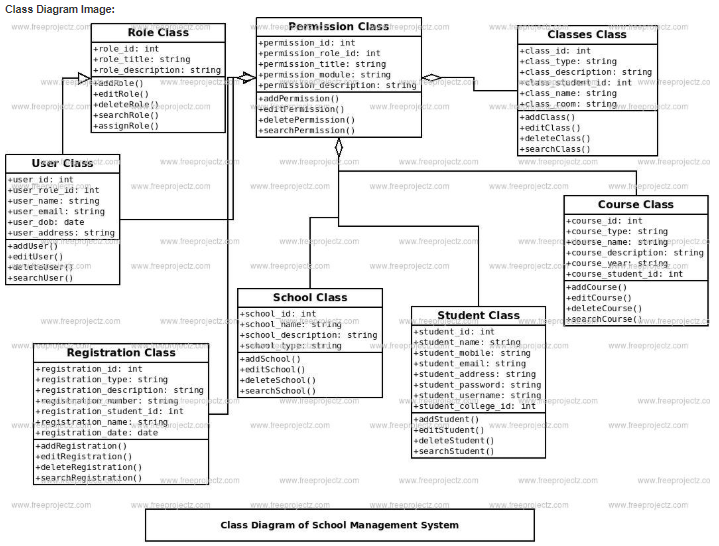 Class Diagram Image:
Role Class
+role_id: int
+role_title: string
+role_description: string
+addRole()
+editRole()
+deleteRole()
+searchRole()
+assignRole()
Permission Class
+permission_id: int
+permission_role_id: int
+permission_title: string
+permission_module: string
+permission_description: string
+addPermission()
+editPermission()
+deletePermission()
+searchPermission()
Classes Class
+class_id: int
+class_type: string
+class_description: string
+class_student_id: int
+class_name: string
+class_room: string
+addClass()
+editClass()
+deleteClass()
+searchClass()
User Class
+user_id: int
+user_role_id: int
+user_name: string
+user_email: string
+user_dob: date
+user_address: string
+addUser()
+editUser()
+deleteUser()
+searchUser()
Course Class
+course_id: int
+course_type: string
+course_name: string
+course_description: string
+course_year: string
+course_student_id: int
+addCourse()
+editCourse()
+deleteCourse()
+searchCourse()
School Class
+school_id: int
+school_name: string
+school_description: string
+school_type: string
+addSchool()
+editSchool()
+deleteSchool()
+searchSchool()
Student Class
+student_id: int
+student_name: string
+student_mobile: string
+student_email: string
+student_address: string
+student_password: string
+student_username: string
+student_college_id: int
+addStudent()
+editStudent()
+deleteStudent()
+searchStudent()
Registration Class
+registration_id: int
+registration_type: string
+registration_description: string
+registration_number: string
+registration_student_id: int
+registration_name: string
+registration_date: date
+addRegistration()
+editRegistration()
+deleteRegistration()
+searchRegistration()
Class Diagram of School Management System
www.freeprojectz.com